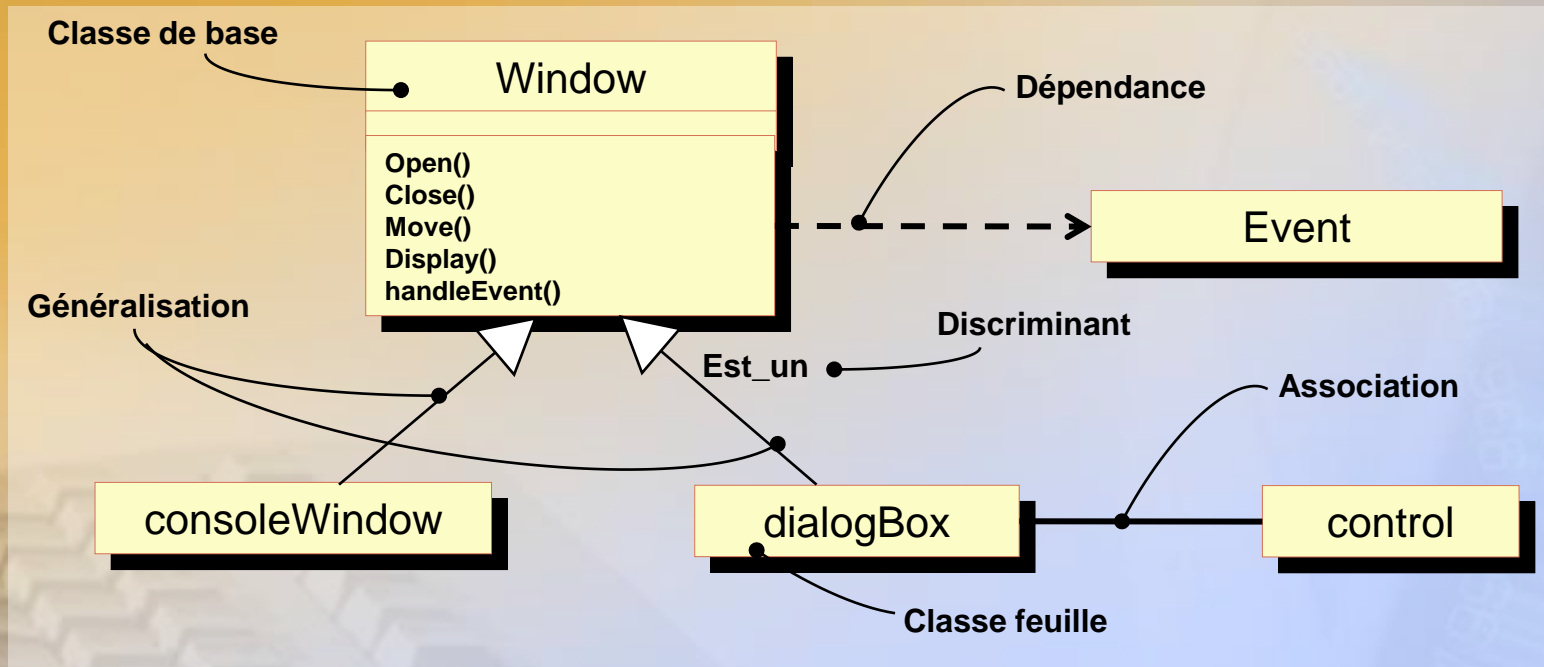 Classe de base
Window
Dépendance
Open()
Close()
Move()
Display()
handleEvent()
Event
Généralisation
Discriminant
Est_un
Association
consoleWindow
dialogBox
control
Classe feuille